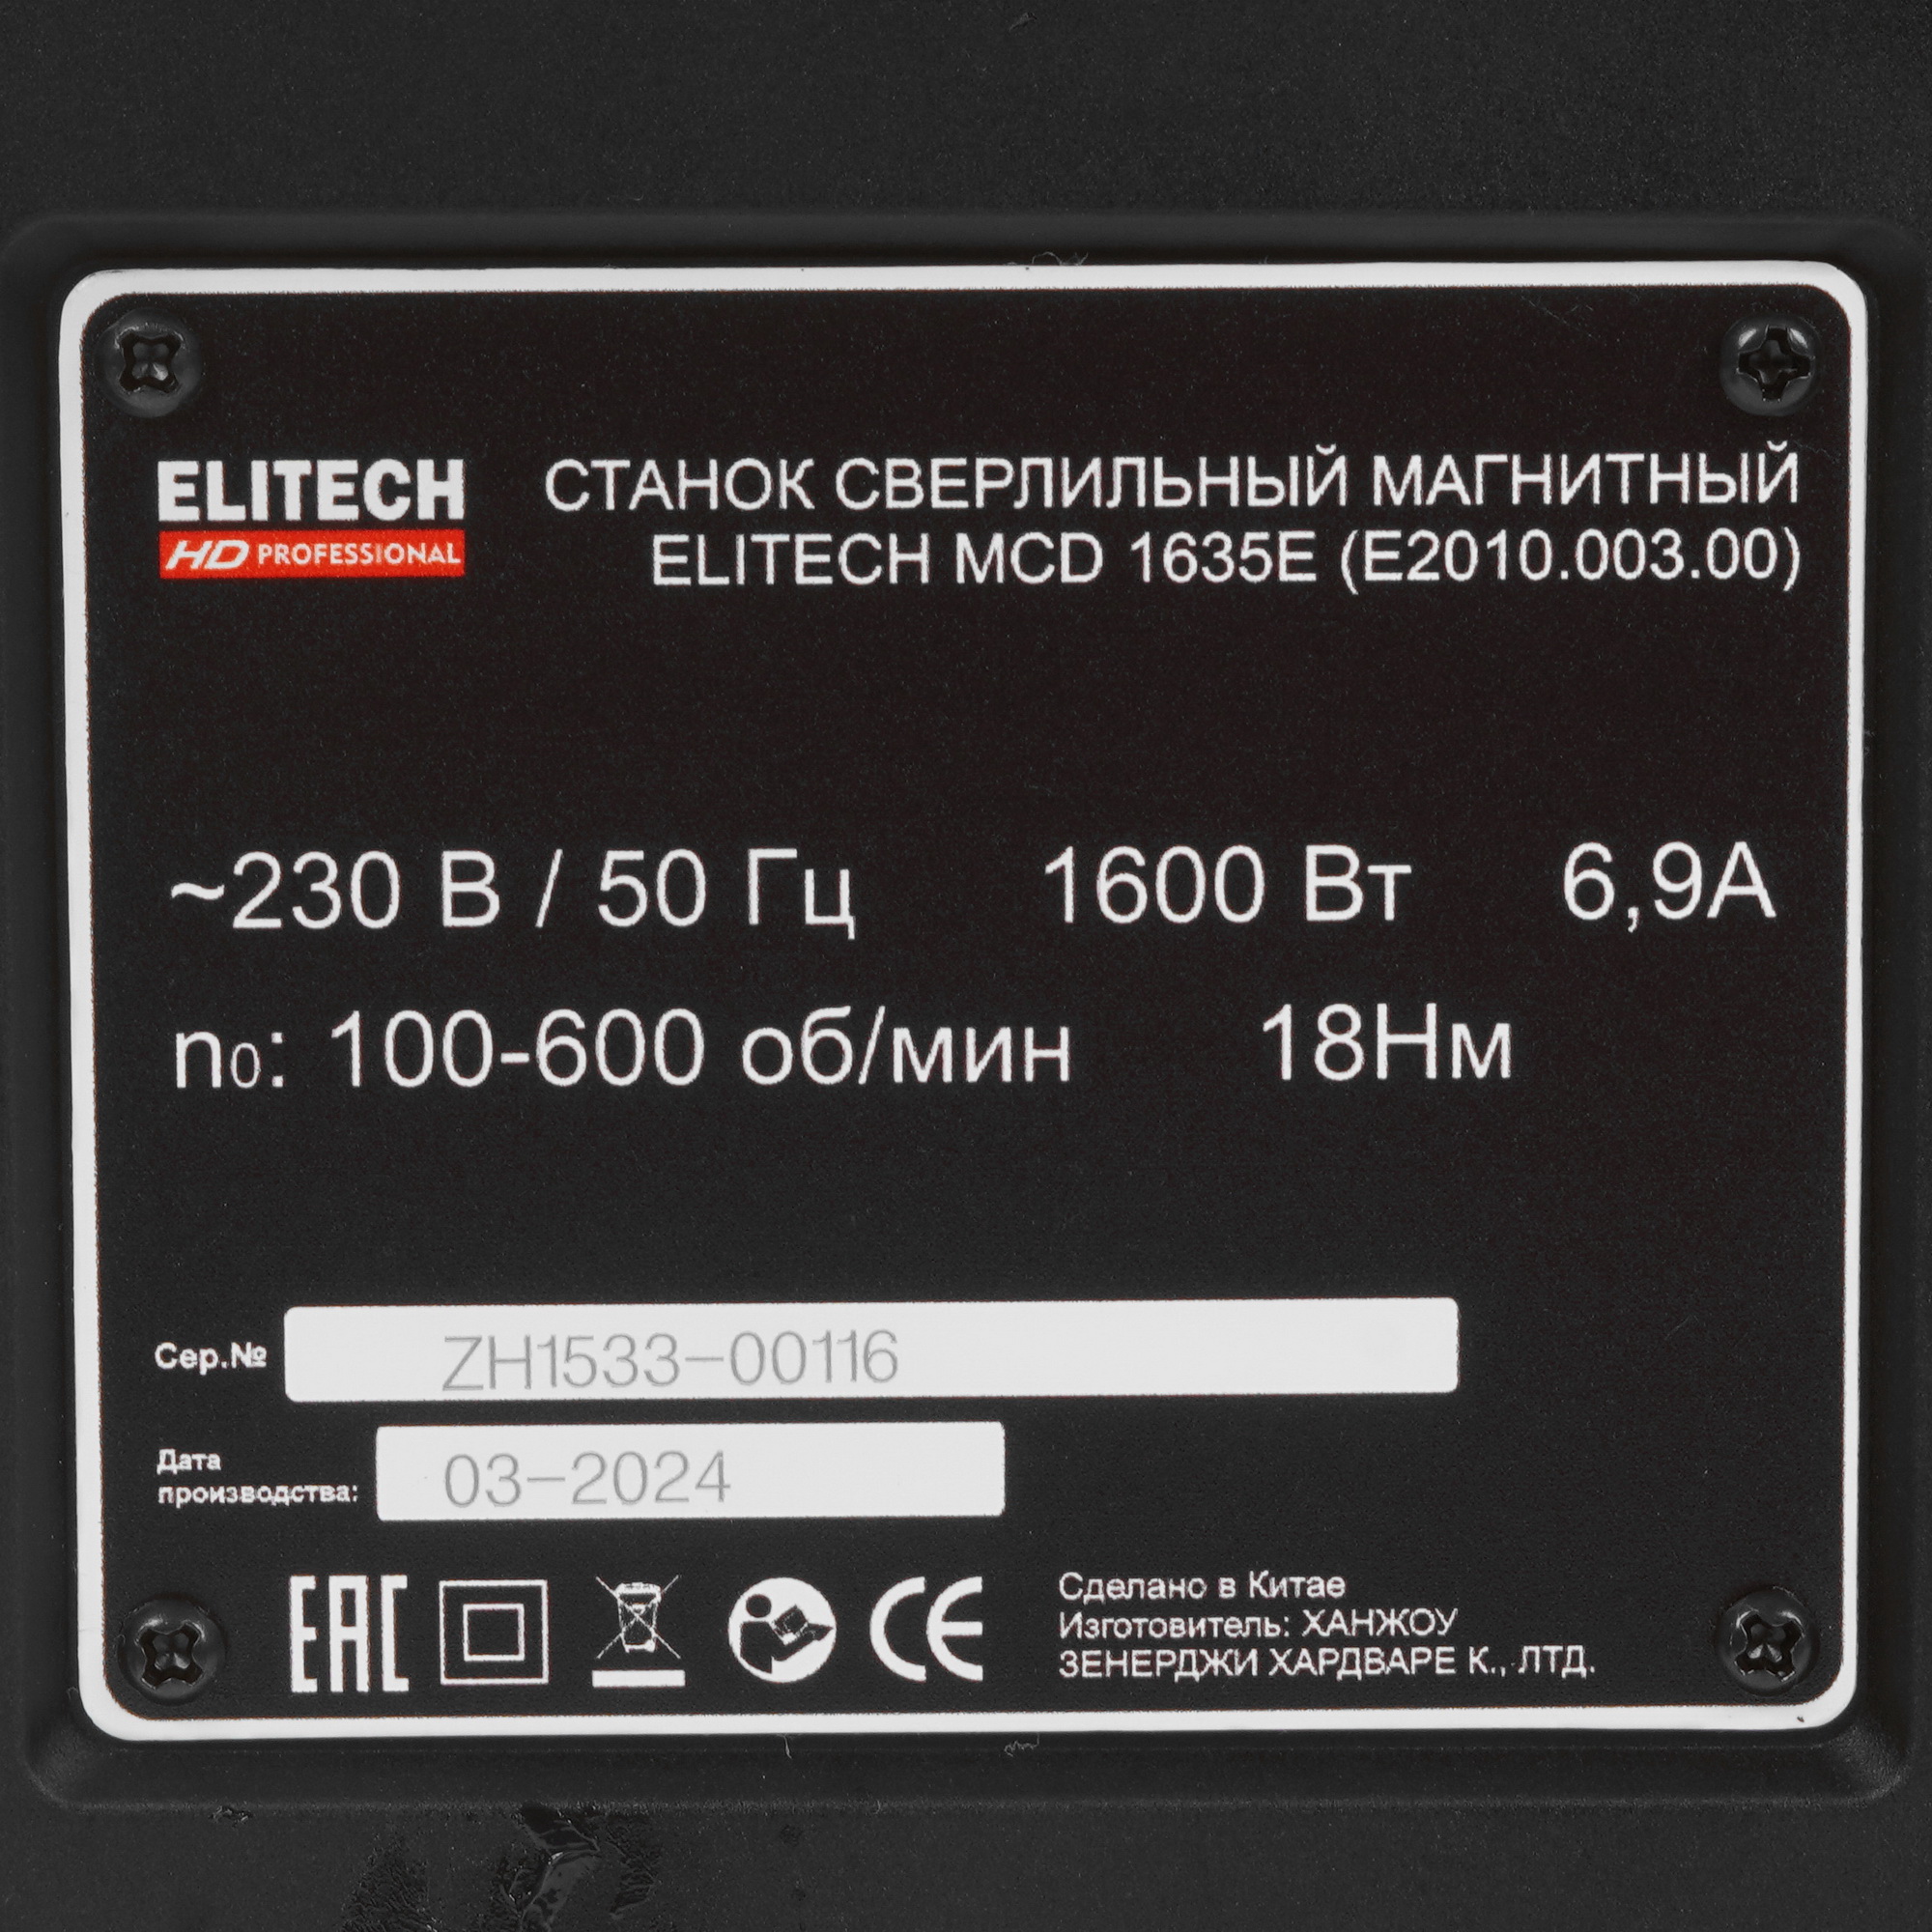 ELITECH
HD PROFESSIONAL
СТАНОК СВЕРЛИЛЬНЫЙ МАГНИТНЫЙ
ELITECH MCD 1635E (E2010.003.00)
~230 В / 50 Гц 1600 Вт 6,9А
n0: 100-600 об/мин 18Нм
Сер.№ ZH1533-00116
Дата
производства: 03-2024
EAC CE
Сделано в Китае
Изготовитель: ХАНЖОУ
ЗЕНЕРДЖИ ХАРДВАРЕ К., ЛТД.